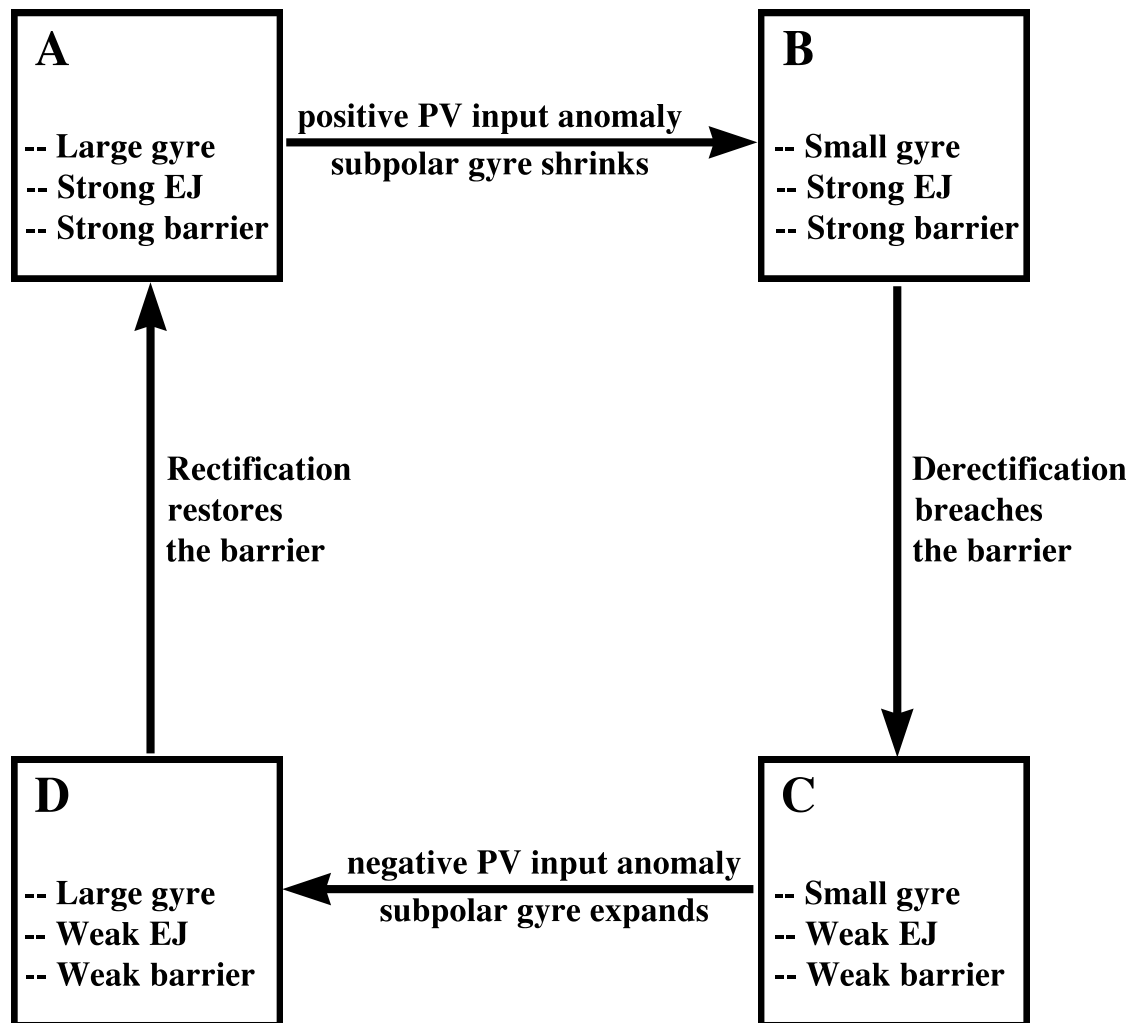 A
-- Large gyre
-- Strong EJ
-- Strong barrier
positive PV input anomaly
subpolar gyre shrinks
B
-- Small gyre
-- Strong EJ
-- Strong barrier
Rectification
restores
the barrier
Derectification
breaches
the barrier
D
-- Large gyre
-- Weak EJ
-- Weak barrier
negative PV input anomaly
subpolar gyre expands
C
-- Small gyre
-- Weak EJ
-- Weak barrier